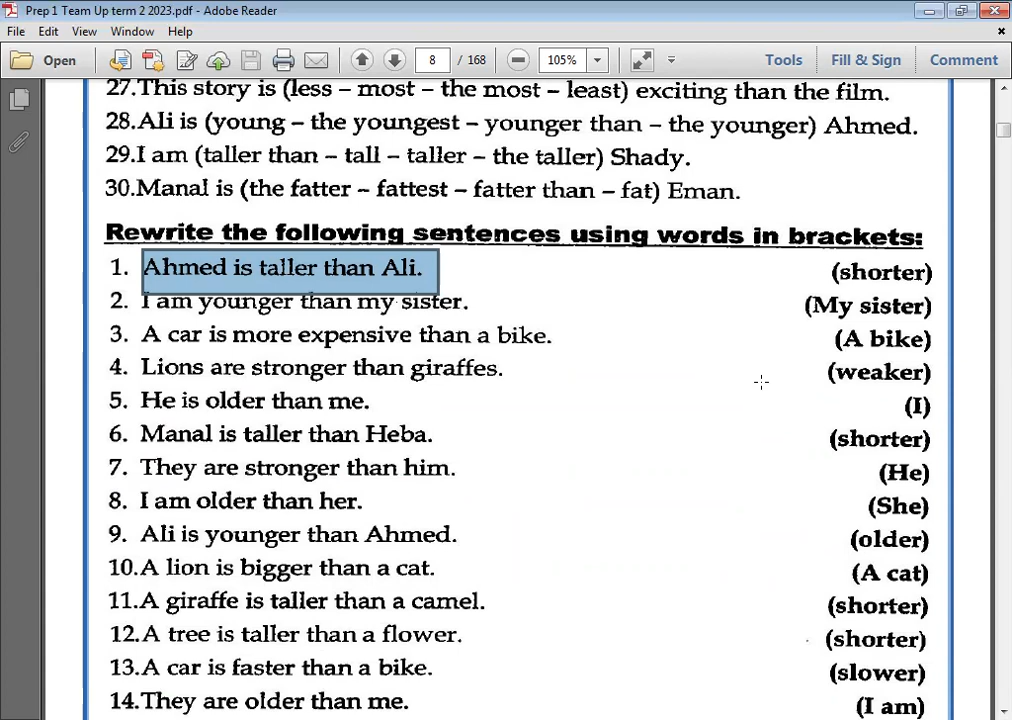 Prep 1 Team Up term 2 2023.pdf - Adobe Reader
File Edit View Window Help
Open 8 / 168 105% Tools Fill & Sign Comment
27.This story is (less – most – the most – least) exciting than the film.
28.Ali is (young – the youngest – younger than – the younger) Ahmed.
29.I am (taller than – tall – taller – the taller) Shady.
30.Manal is (the fatter – fattest – fatter than – fat) Eman.
Rewrite the following sentences using words in brackets:
1. Ahmed is taller than Ali. (shorter)
2. I am younger than my sister. (My sister)
3. A car is more expensive than a bike. (A bike)
4. Lions are stronger than giraffes. (weaker)
5. He is older than me. (I)
6. Manal is taller than Heba. (shorter)
7. They are stronger than him. (He)
8. I am older than her. (She)
9. Ali is younger than Ahmed. (older)
10.A lion is bigger than a cat. (A cat)
11.A giraffe is taller than a camel. (shorter)
12.A tree is taller than a flower. (shorter)
13.A car is faster than a bike. (slower)
14.They are older than me. (I am)